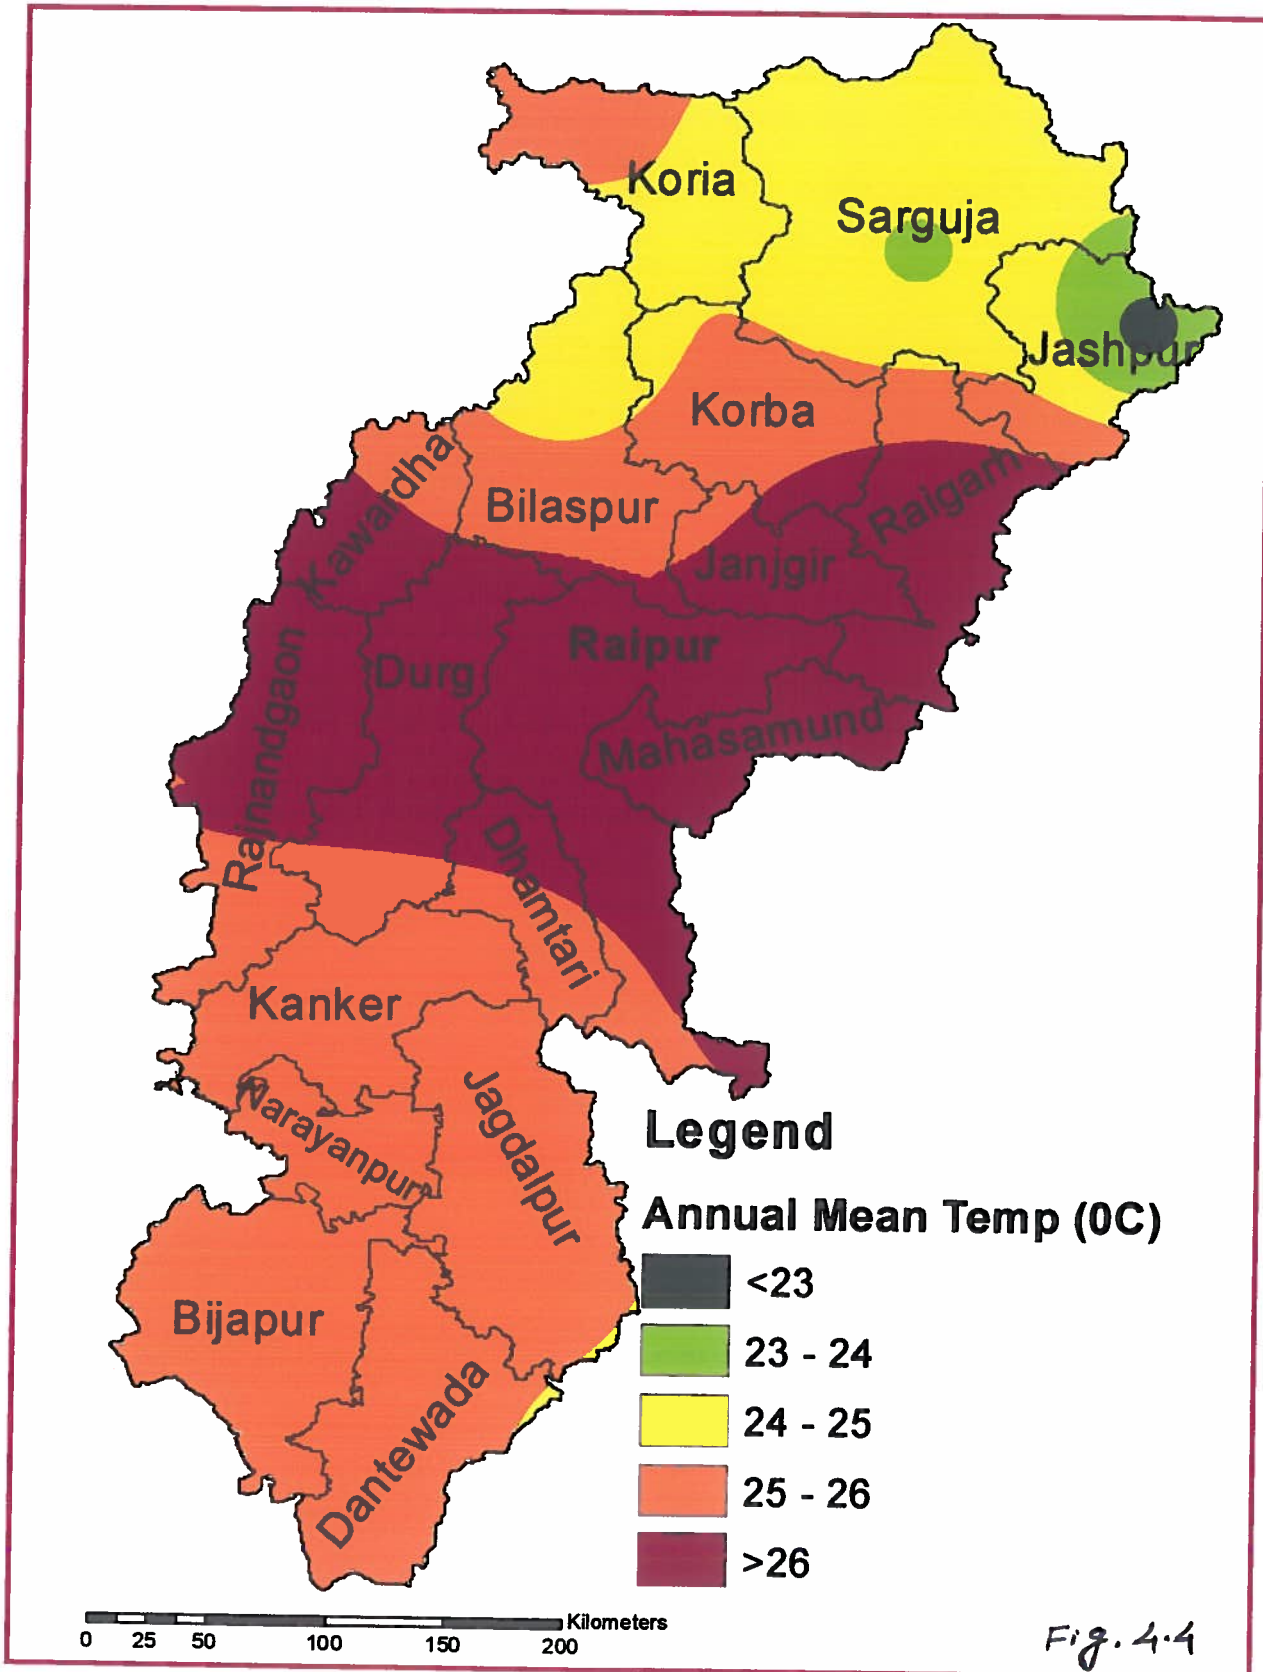 Koria
Sarguja
Jashpur
Korba
Kawardha
Bilaspur
Raigarh
Janjgir
Rajnandgaon
Durg
Raipur
Mahasamund
Dhamtari
Kanker
Narayanpur
Jagdalpur
Bijapur
Dantewada
Legend
Annual Mean Temp (0C)
<23
23 - 24
24 - 25
25 - 26
>26
0 25 50 100 150 200 Kilometers
Fig. 4.4